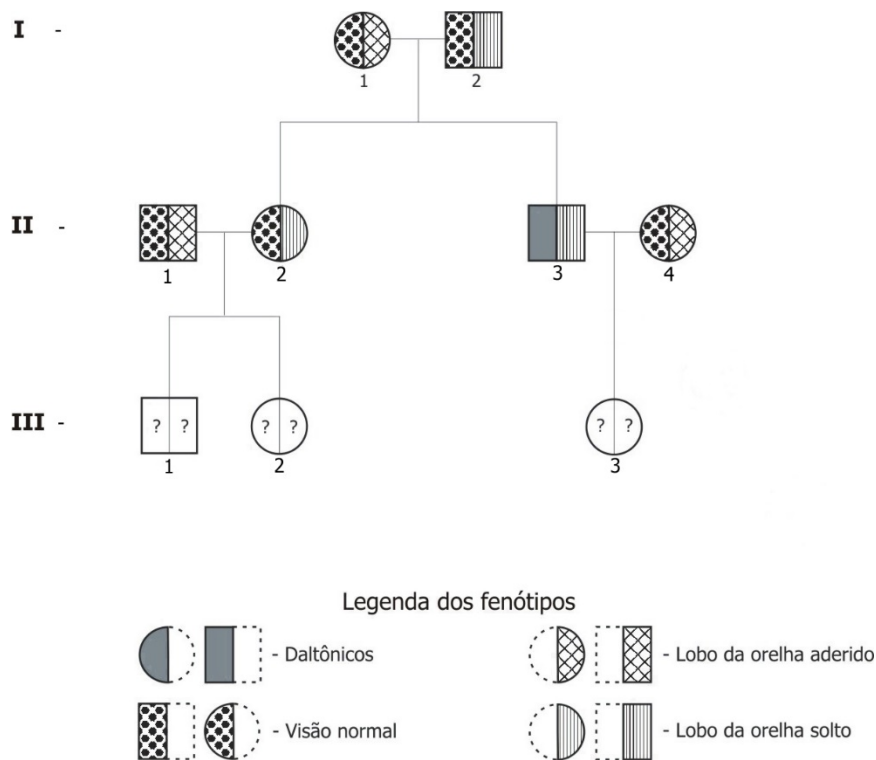 I -
1
2
II -
1
2
3
4
III -
? ?
? ?
? ?
1
2
3
Legenda dos fenótipos
- Daltônicos
- Lobo da orelha aderido
- Visão normal
- Lobo da orelha solto